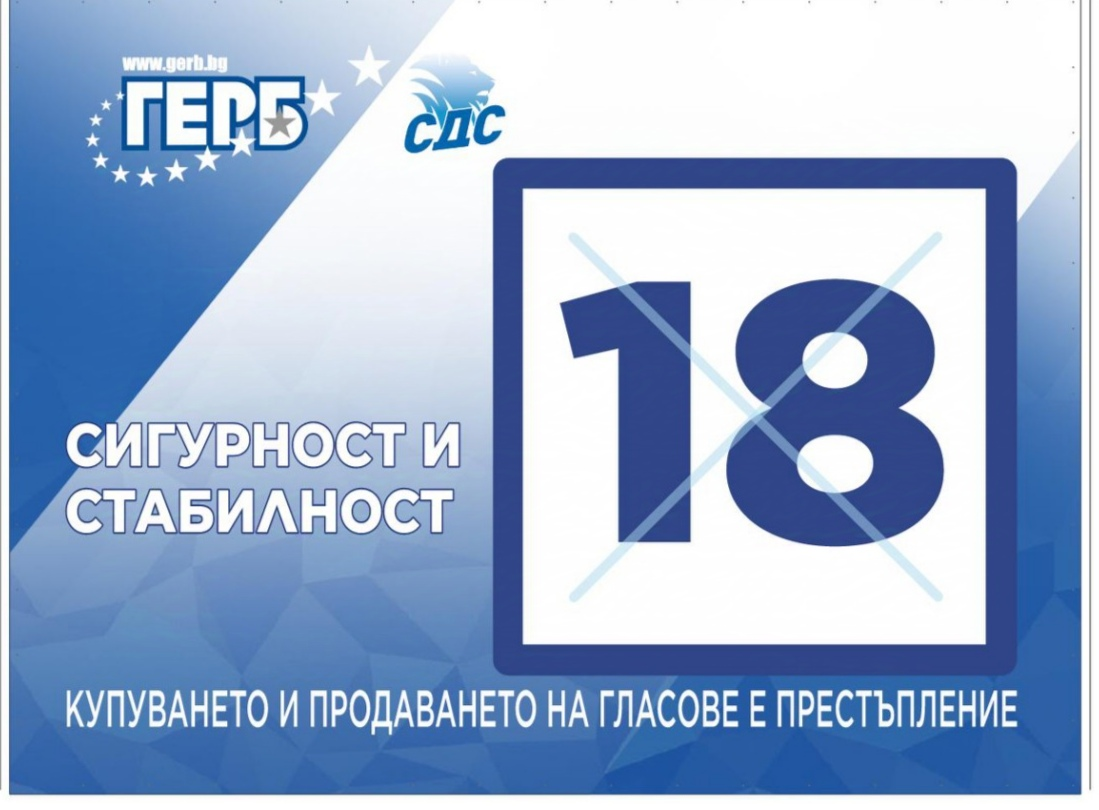 www.gerb.bg
ГЕРБ
СДС
18
СИГУРНОСТ И
СТАБИЛНОСТ
КУПУВАНЕТО И ПРОДАВАНЕТО НА ГЛАСОВЕ Е ПРЕСТЪПЛЕНИЕ